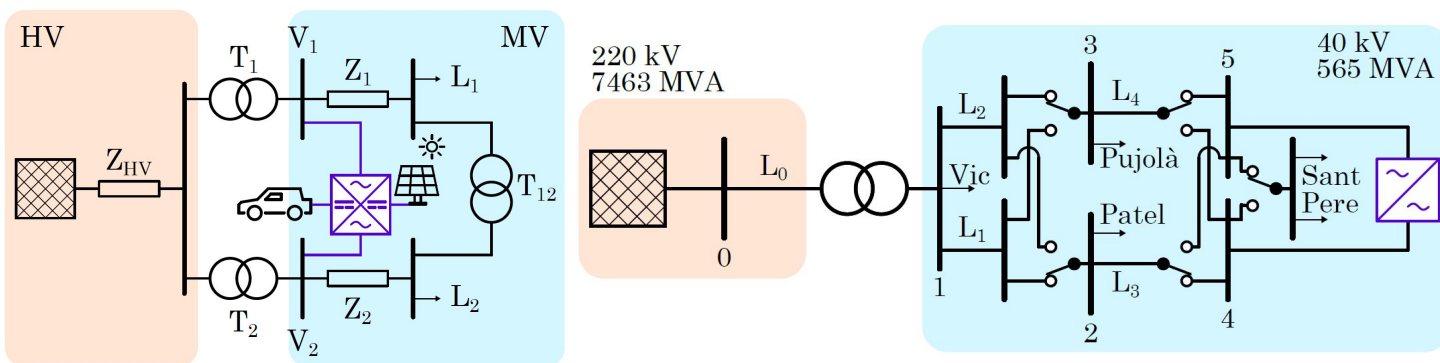 HV
MV
T₁
V₁
Z₁
L₁
Z_HV
T₁₂
T₂
V₂
Z₂
L₂
220 kV
7463 MVA
L₀
0
40 kV
565 MVA
3
5
L₂
L₄
Vic
Pujolà
Sant
Pere
Patel
L₁
L₃
1
2
4